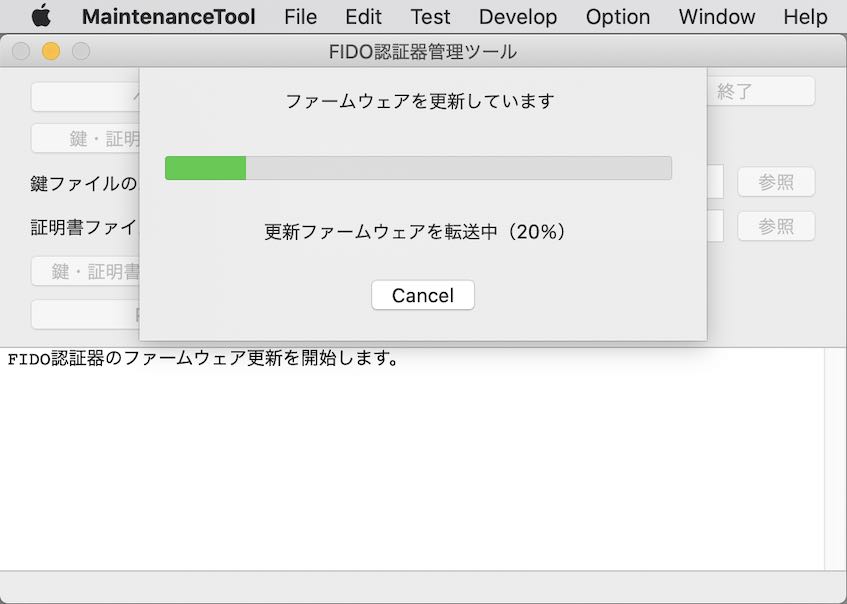 MaintenanceTool File Edit Test Develop Option Window Help
FIDO認証器管理ツール
ファームウェアを更新しています
終了
鍵・証明
鍵ファイルの
参照
更新ファームウェアを転送中（20%）
証明書ファイ
参照
鍵・証明書
Cancel
FIDO認証器のファームウェア更新を開始します。